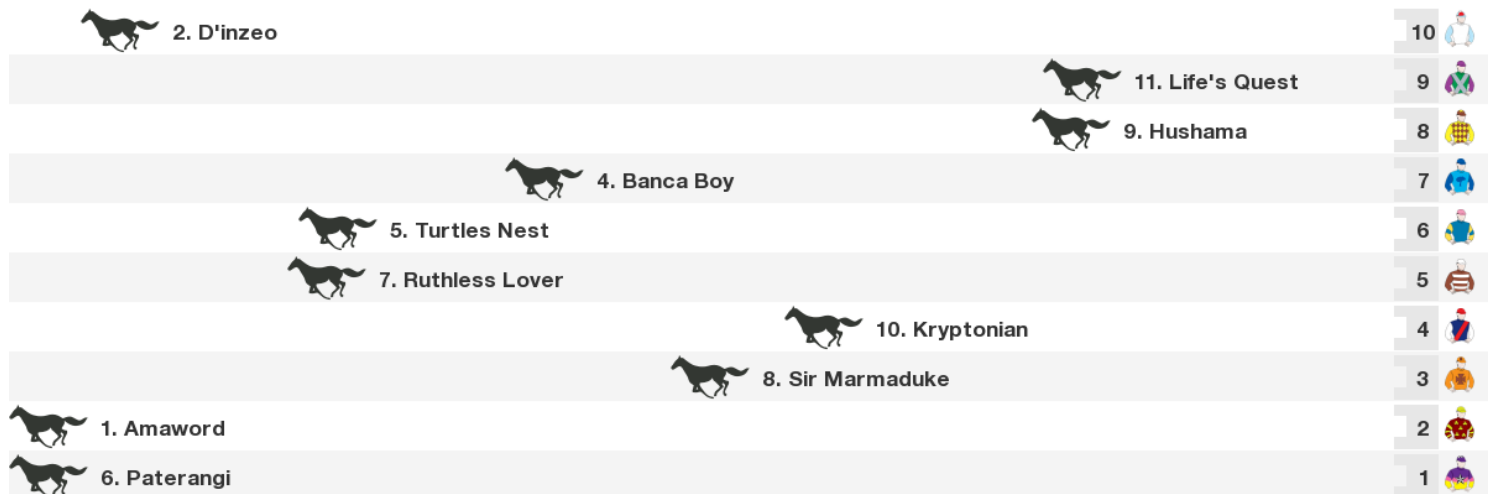 2. D'inzeo 10
11. Life's Quest 9
9. Hushama 8
4. Banca Boy 7
5. Turtles Nest 6
7. Ruthless Lover 5
10. Kryptonian 4
8. Sir Marmaduke 3
1. Amaword 2
6. Paterangi 1